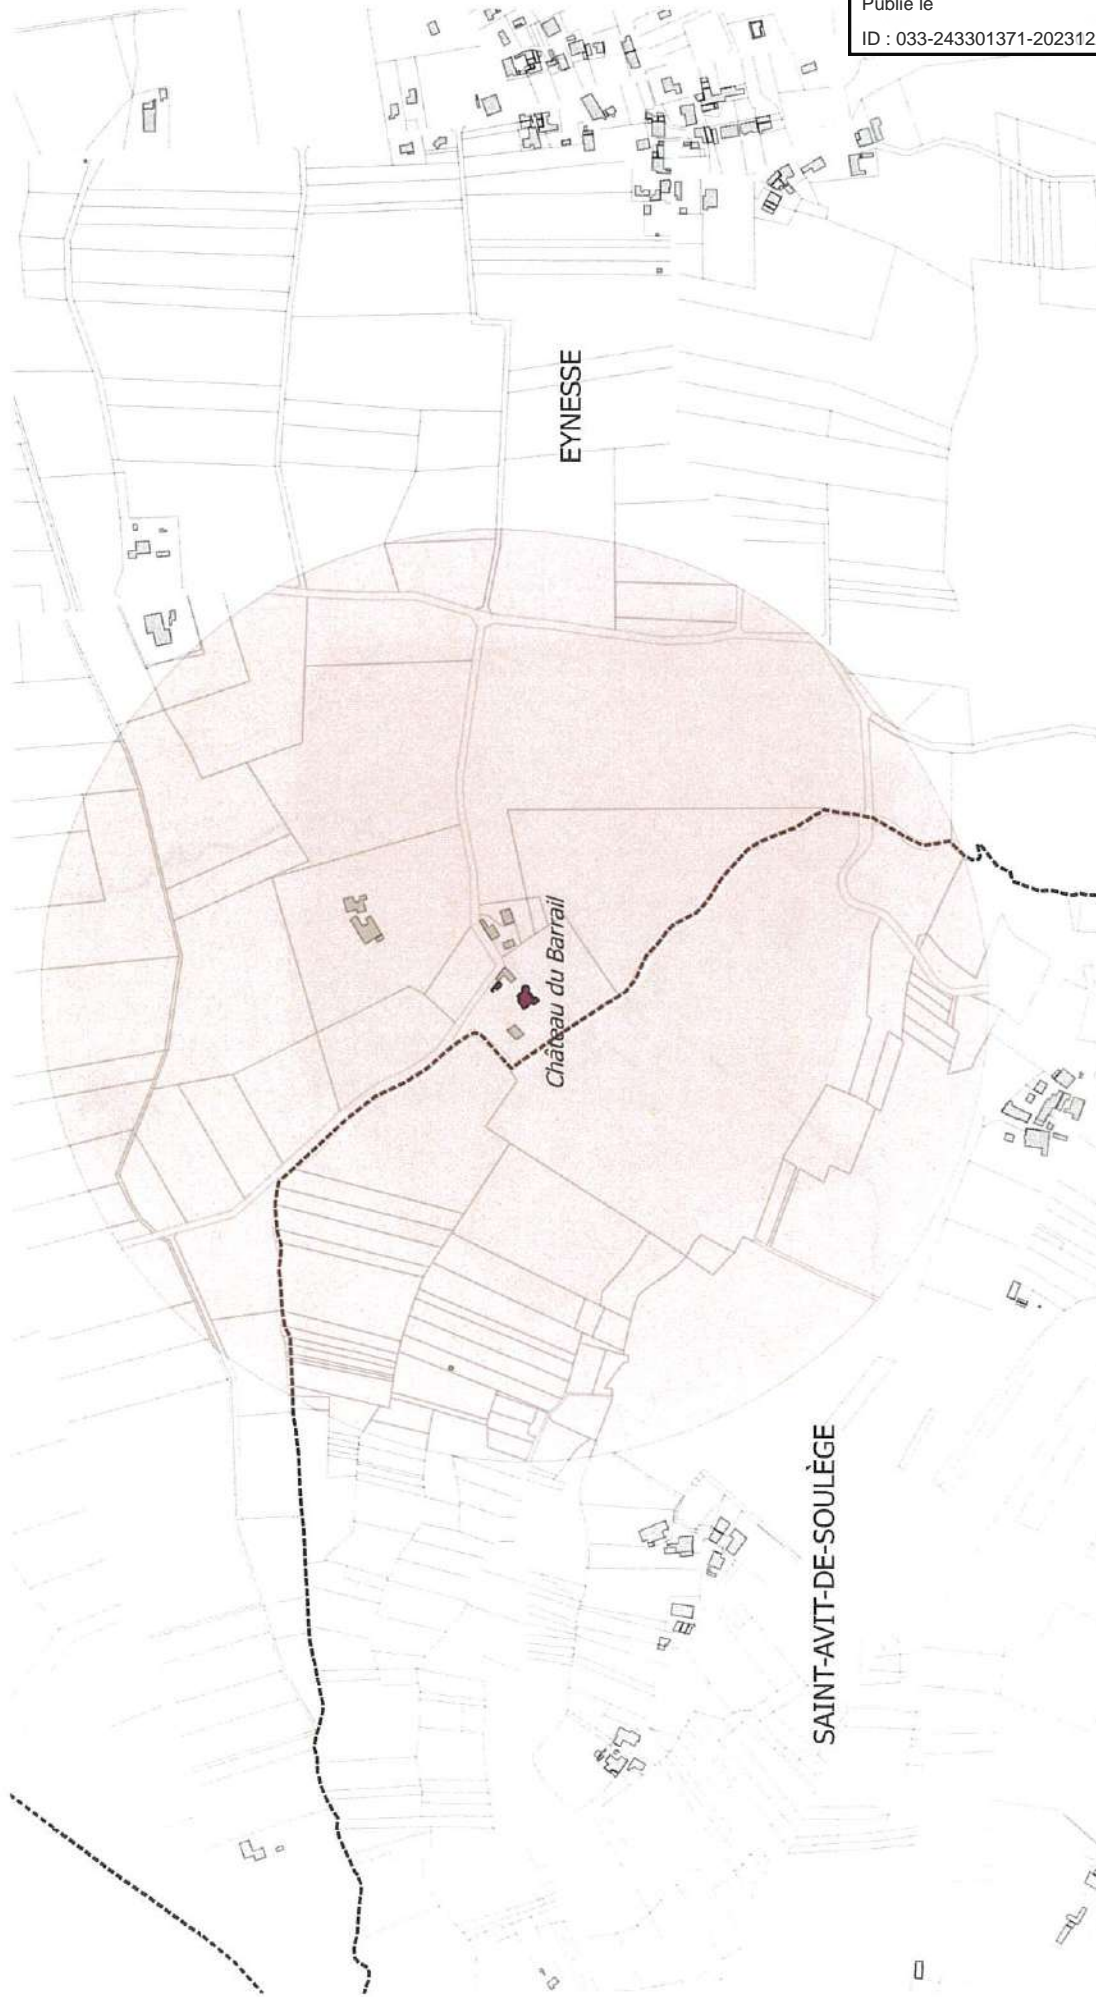 Publié le
ID : 033-243301371-202312
EYNESSE
Château du Barrail
SAINT-AVIT-DE-SOULÈGE